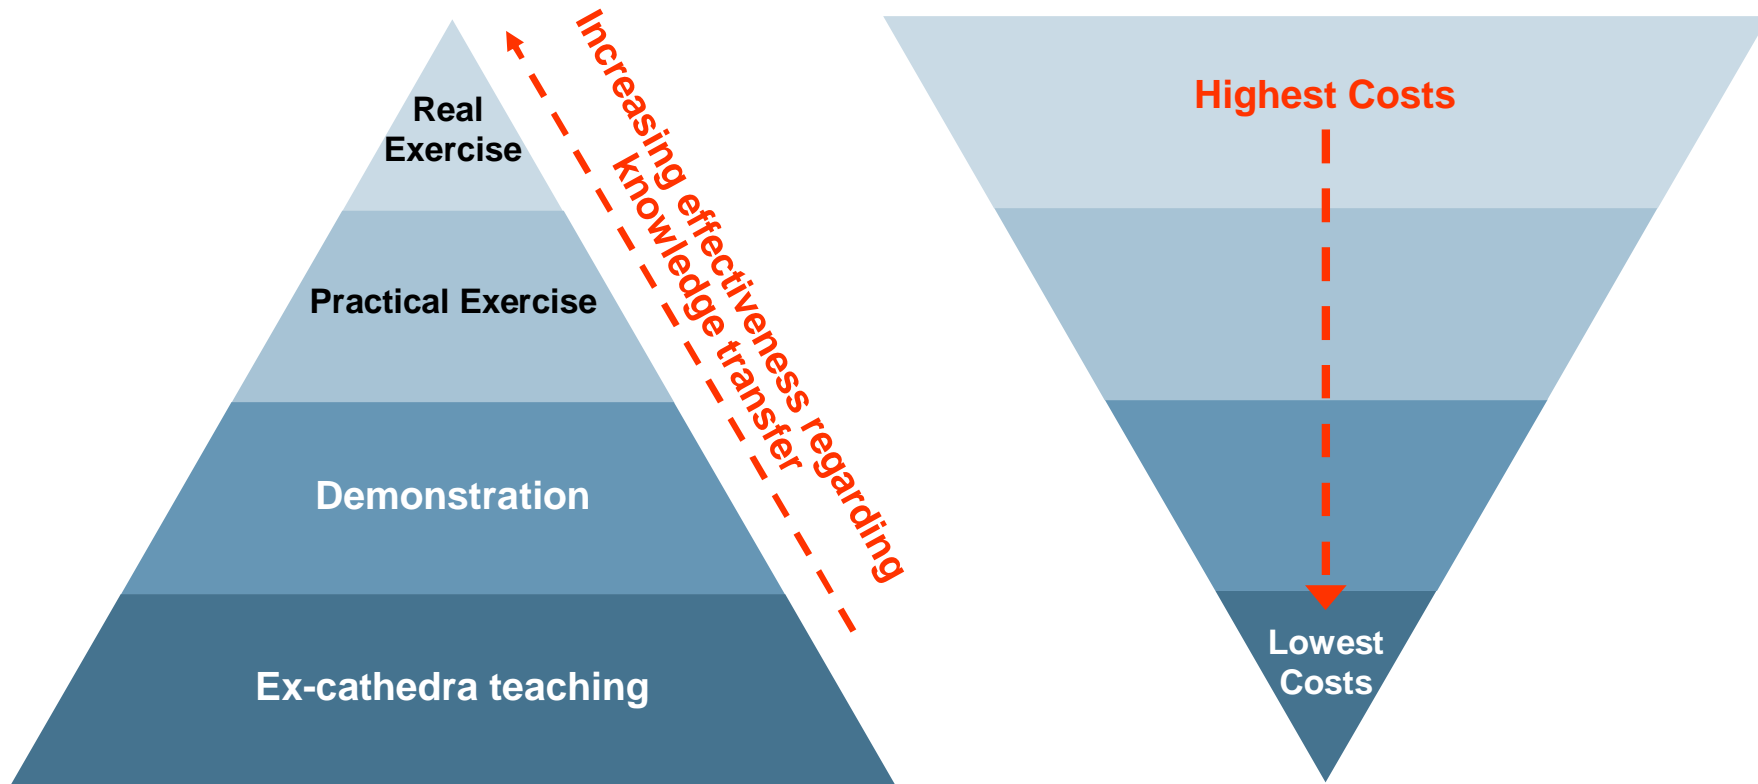 Real
Exercise
Practical Exercise
Demonstration
Ex-cathedra teaching
Increasing effectiveness regarding
knowledge transfer
Highest Costs
Lowest
Costs